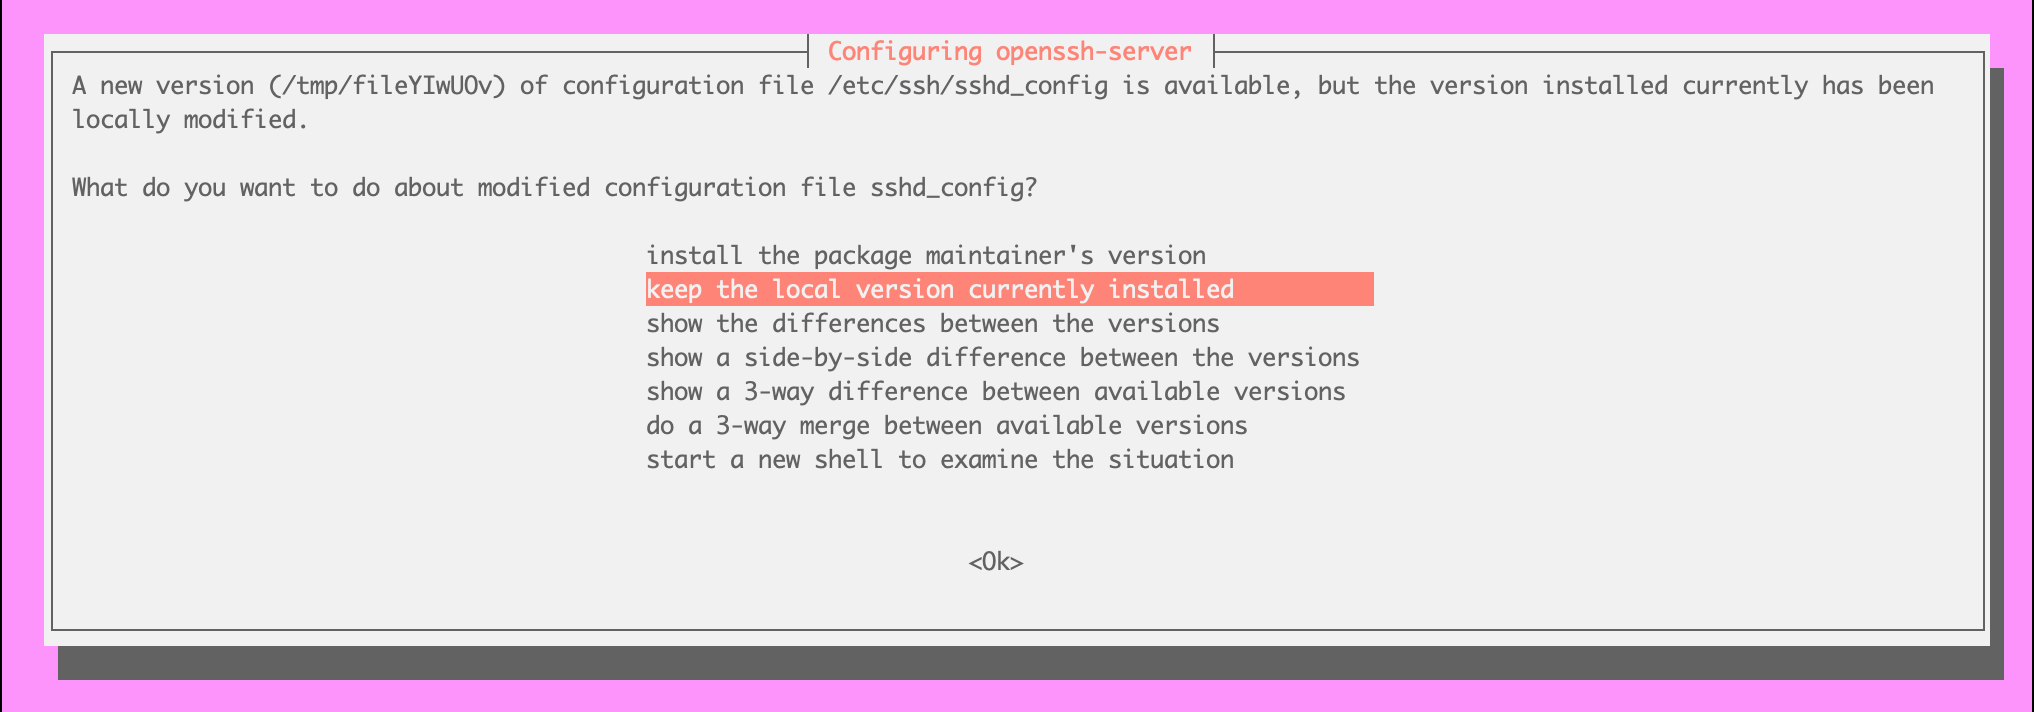 Configuring openssh-server
A new version (/tmp/fileYIwUOv) of configuration file /etc/ssh/sshd_config is available, but the version installed currently has been
locally modified.
What do you want to do about modified configuration file sshd_config?
install the package maintainer's version
keep the local version currently installed
show the differences between the versions
show a side-by-side difference between the versions
show a 3-way difference between available versions
do a 3-way merge between available versions
start a new shell to examine the situation
<Ok>